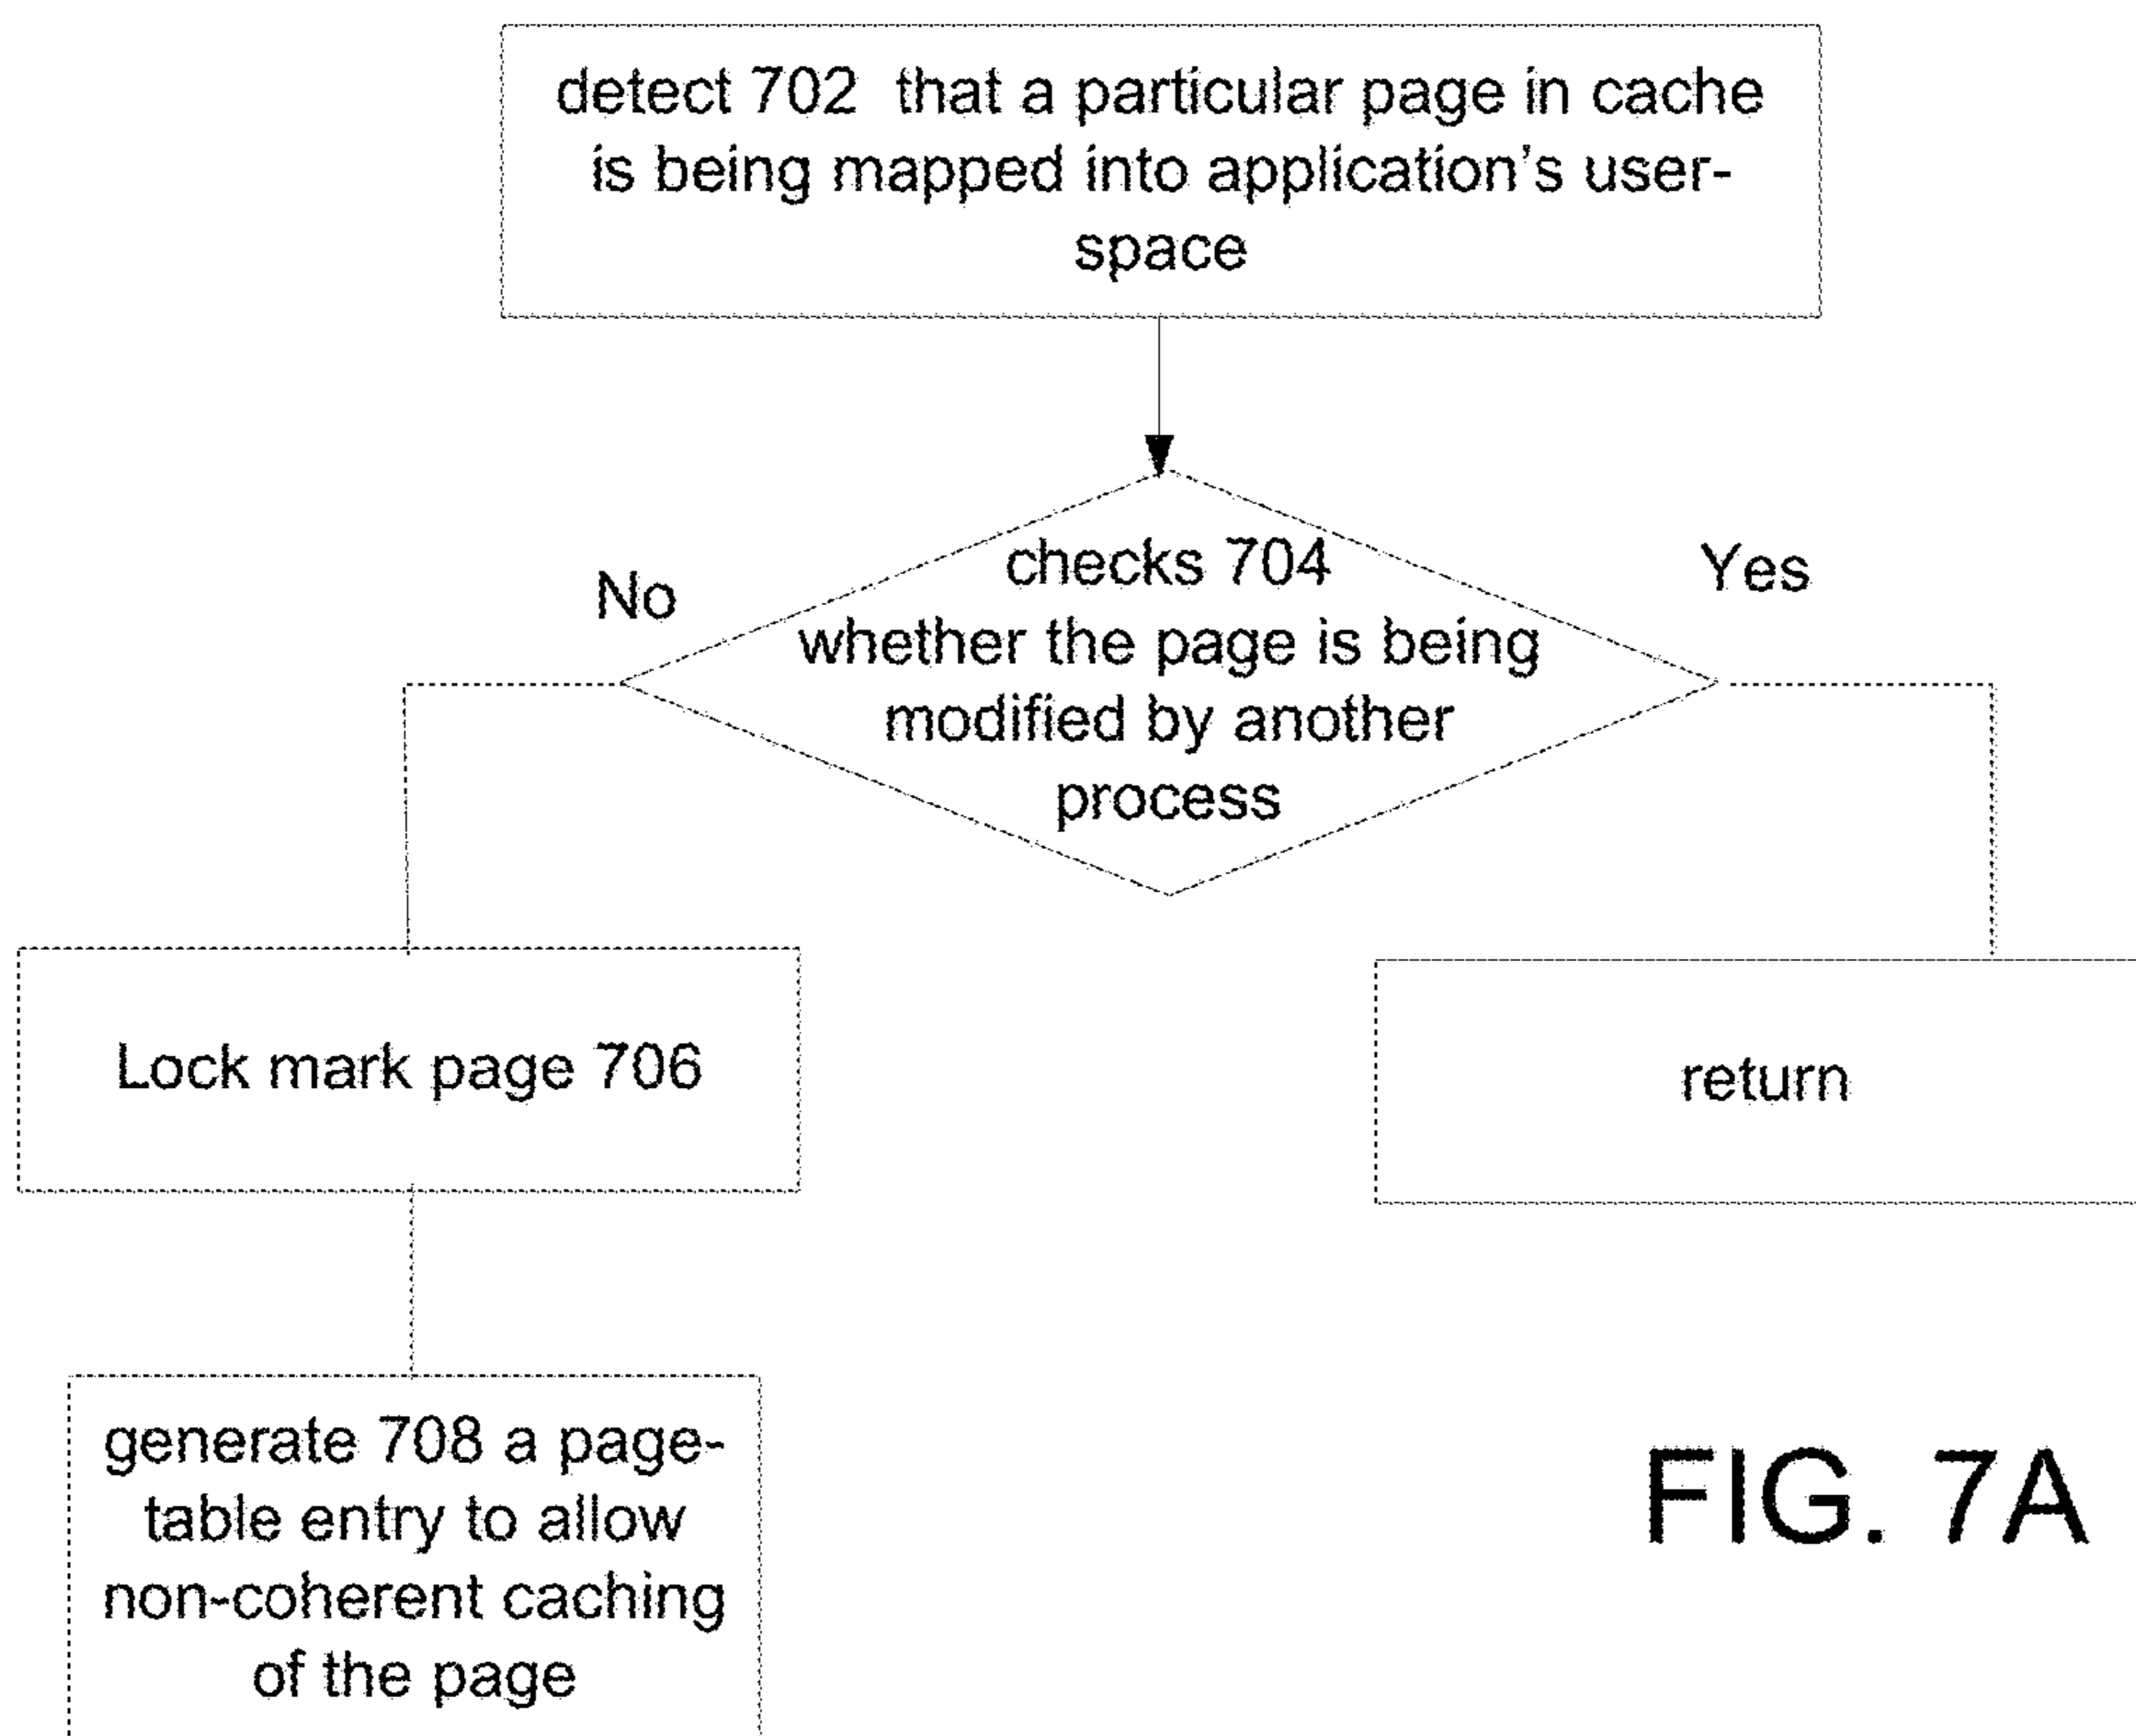 detect 702 that a particular page in cache
is being mapped into application's user-
space
No
checks 704
Yes
whether the page is being
modified by another
process
Lock mark page 706
return
generate 708 a page-
table entry to allow
non-coherent caching
of the page
FIG. 7A